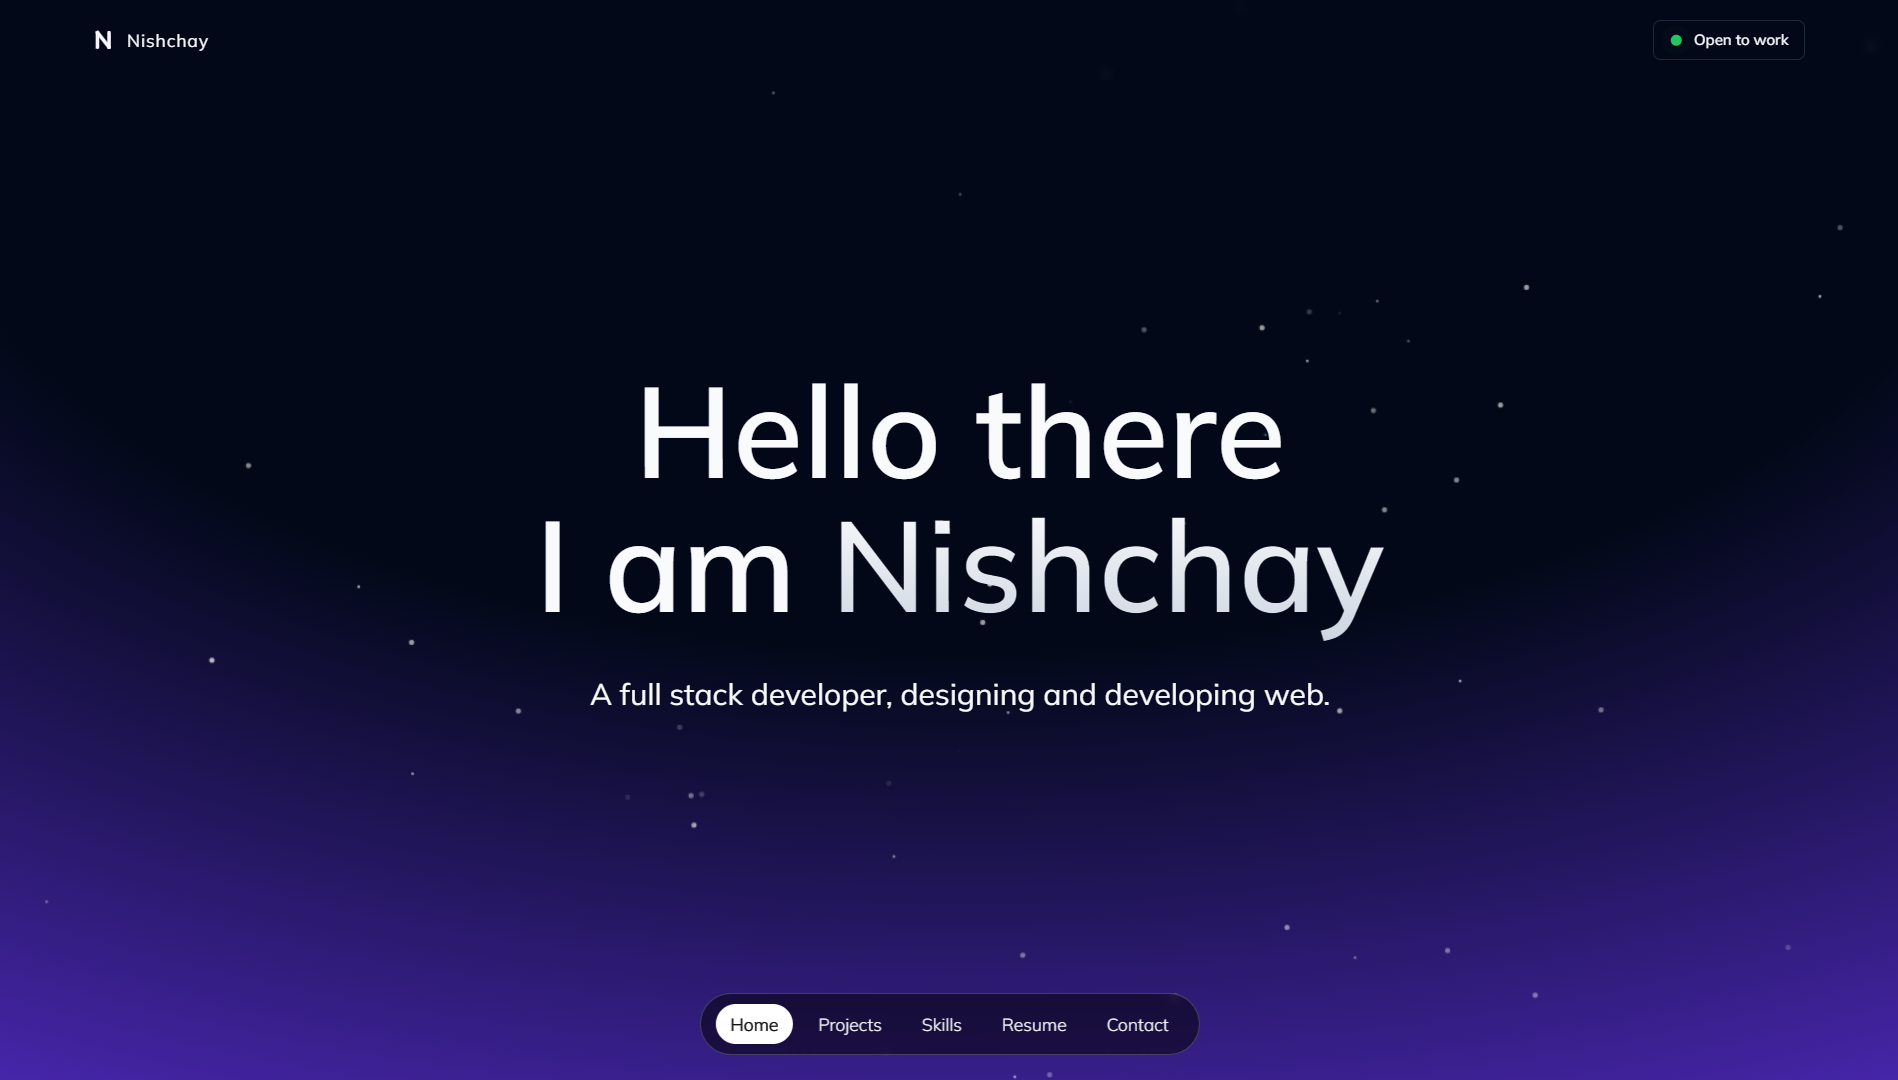 N Nishchay
Open to work
Hello there
I am Nishchay
A full stack developer, designing and developing web.
Home Projects Skills Resume Contact